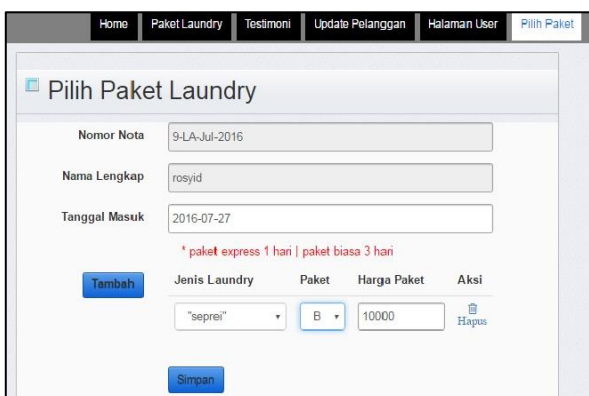 Home Paket Laundry Testimoni Update Pelanggan Halaman User Pilih Paket
Pilih Paket Laundry
Nomor Nota 9-LA-Jul-2016
Nama Lengkap rosyid
Tanggal Masuk 2016-07-27
* paket express 1 hari | paket biasa 3 hari
Tambah Jenis Laundry Paket Harga Paket Aksi
"seprei" B 10000 Hapus
Simpan